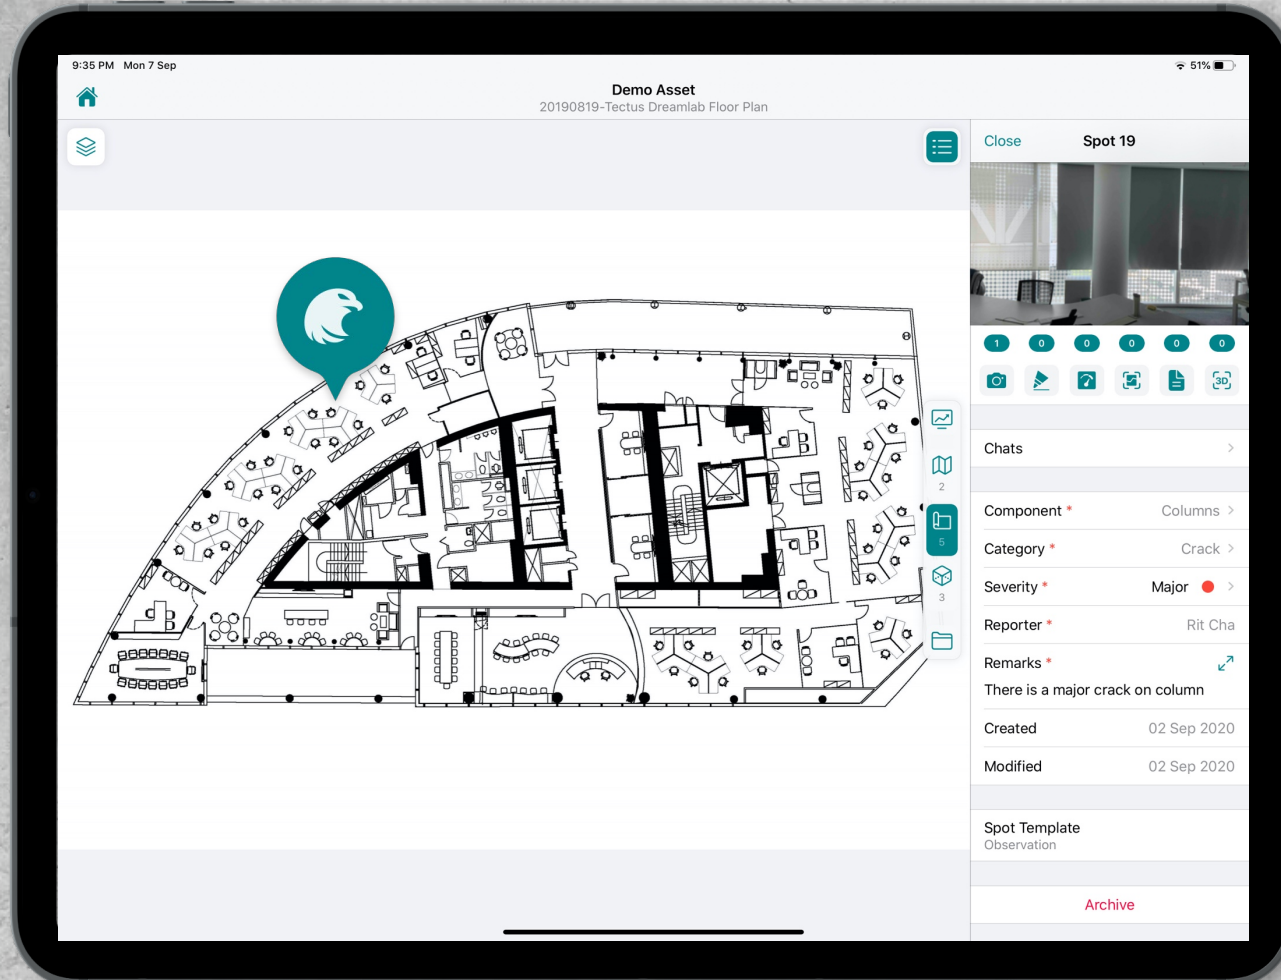 9:35 PM Mon 7 Sep
51%
Demo Asset
20190819-Tectus Dreamlab Floor Plan
Close
Spot 19
1 0 0 0 0 0
3D
Chats
Component * Columns
Category * Crack
Severity * Major
Reporter * Rit Cha
Remarks *
There is a major crack on column
Created 02 Sep 2020
Modified 02 Sep 2020
Spot Template
Observation
Archive
2
5
3